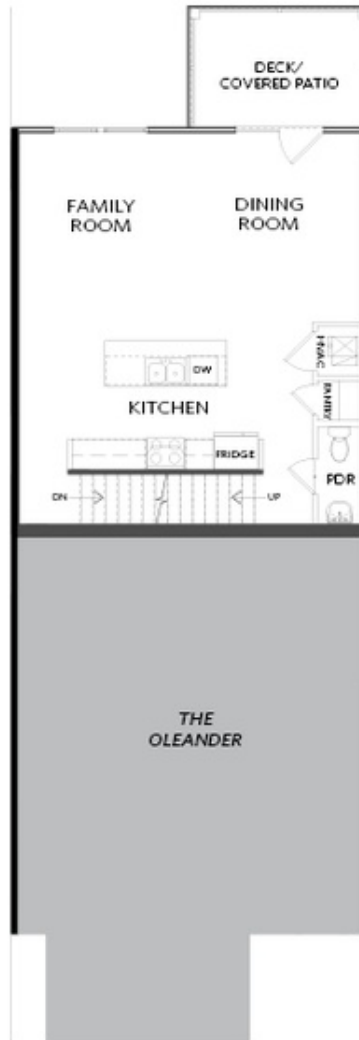 DECK/
COVERED PATIO
FAMILY
ROOM
DINING
ROOM
HVAC
DW
PANTRY
KITCHEN
FRIDGE
PDR
DN
UP
THE
OLEANDER